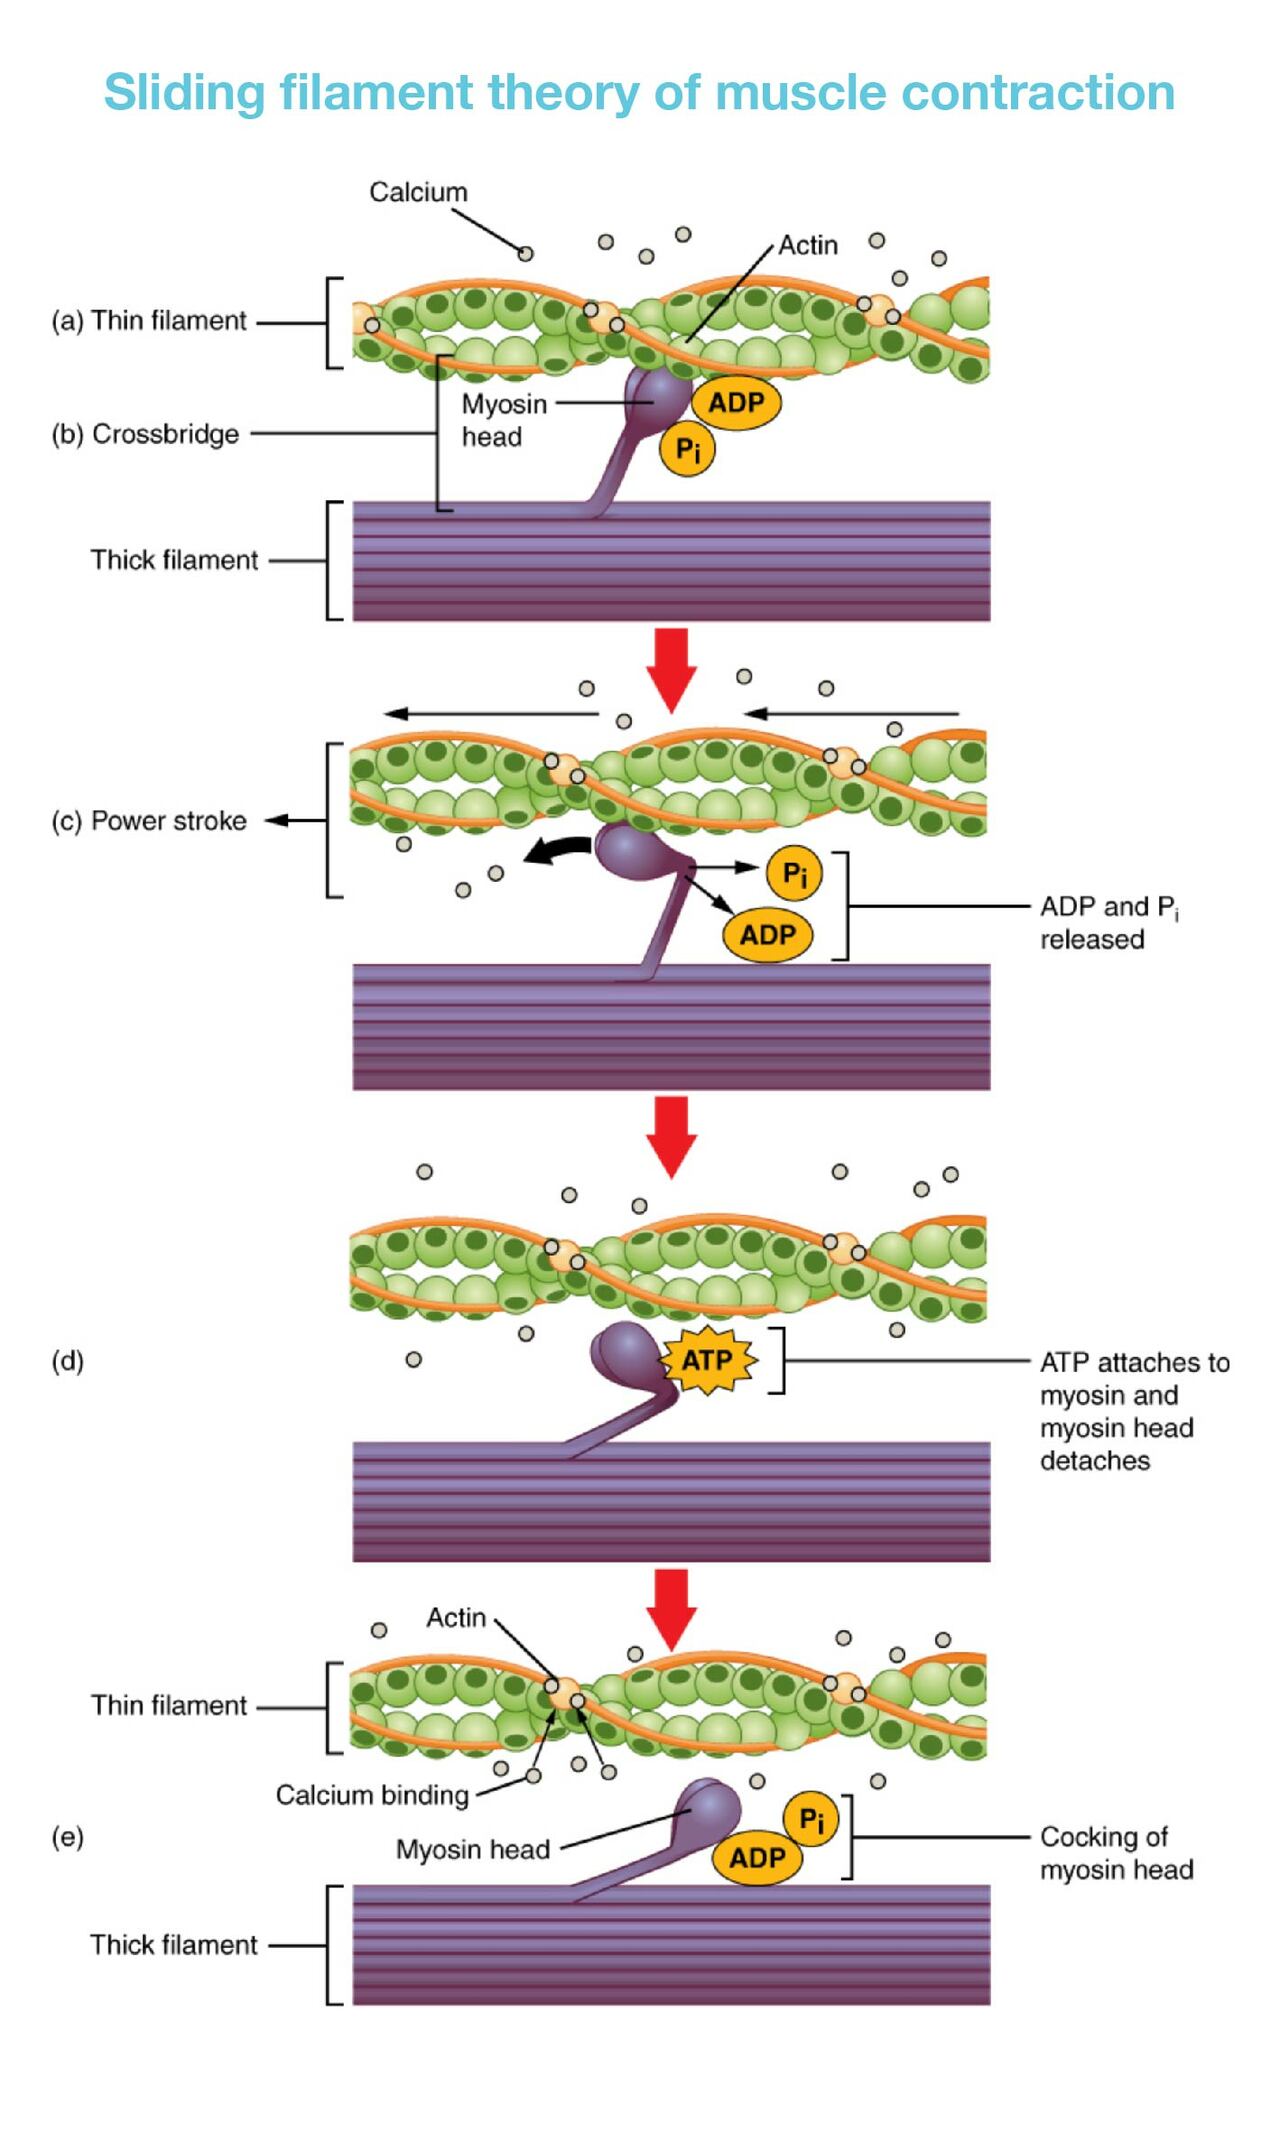 Sliding filament theory of muscle contraction
Calcium
Actin
(a) Thin filament
Myosin
head
ADP
(b) Crossbridge
Pi
Thick filament
(c) Power stroke
Pi
ADP
ADP and Pi
released
(d)
ATP
ATP attaches to
myosin and
myosin head
detaches
Actin
Thin filament
Calcium binding
Pi
(e)
Myosin head
ADP
Cocking of
myosin head
Thick filament